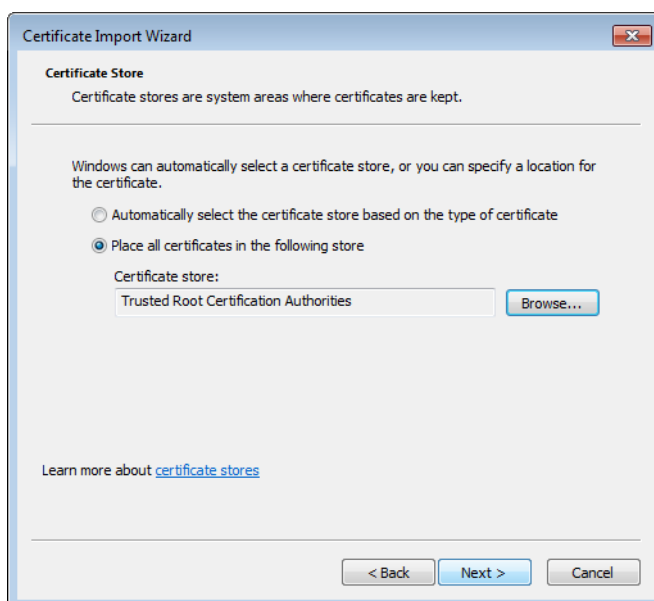 Certificate Import Wizard
Certificate Store
Certificate stores are system areas where certificates are kept.
Windows can automatically select a certificate store, or you can specify a location for
the certificate.
Automatically select the certificate store based on the type of certificate
Place all certificates in the following store
Certificate store:
Trusted Root Certification Authorities
Browse...
Learn more about certificate stores
< Back
Next >
Cancel